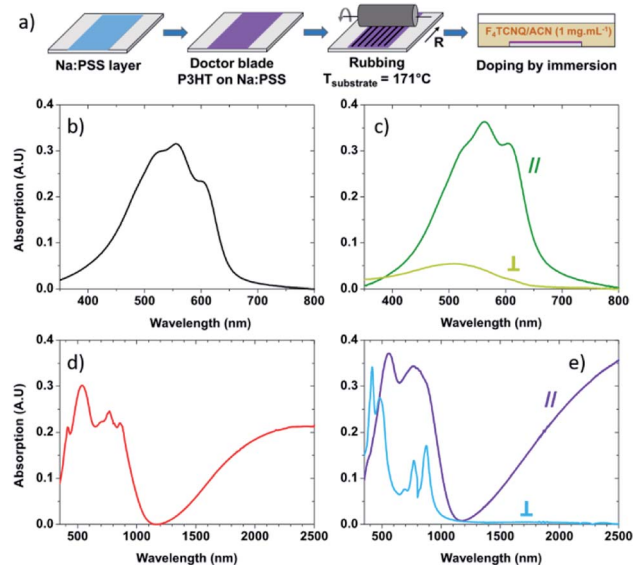 a)
F₄TCNQ/ACN (1 mg.mL⁻¹)
R
Na:PSS layer
Doctor blade
P3HT on Na:PSS
Rubbing
T_substrate = 171°C
Doping by immersion
b)
0.4
0.3
0.2
0.1
0.0
Absorption (A.U)
400
500
600
700
800
Wavelength (nm)
c)
//
⊥
0.4
0.3
0.2
0.1
0.0
400
500
600
700
800
Wavelength (nm)
d)
0.4
0.3
0.2
0.1
0.0
Absorption (A.U)
500
1000
1500
2000
2500
Wavelength (nm)
e)
//
⊥
0.4
0.3
0.2
0.1
0.0
500
1000
1500
2000
2500
Wavelength (nm)